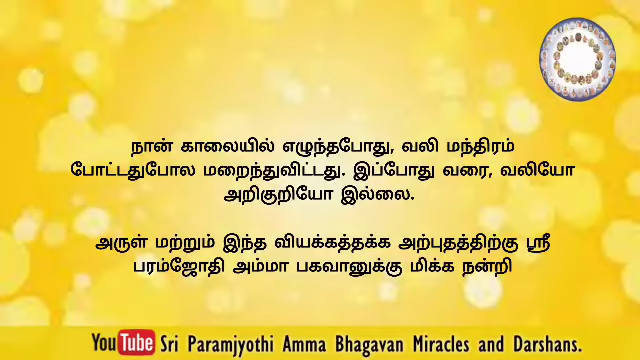 நான் காலையில் எழுந்தபோது, வலி மந்திரம்
போட்டதுபோல மறைந்துவிட்டது. இப்போது வரை, வலியோ
அறிகுறியோ இல்லை.
அருள் மற்றும் இந்த வியக்கத்தக்க அற்புதத்திற்கு ஸ்ரீ
பரம்ஜோதி அம்மா பகவானுக்கு மிக்க நன்றி
YouTube Sri Paramjyothi Amma Bhagavan Miracles and Darshans.